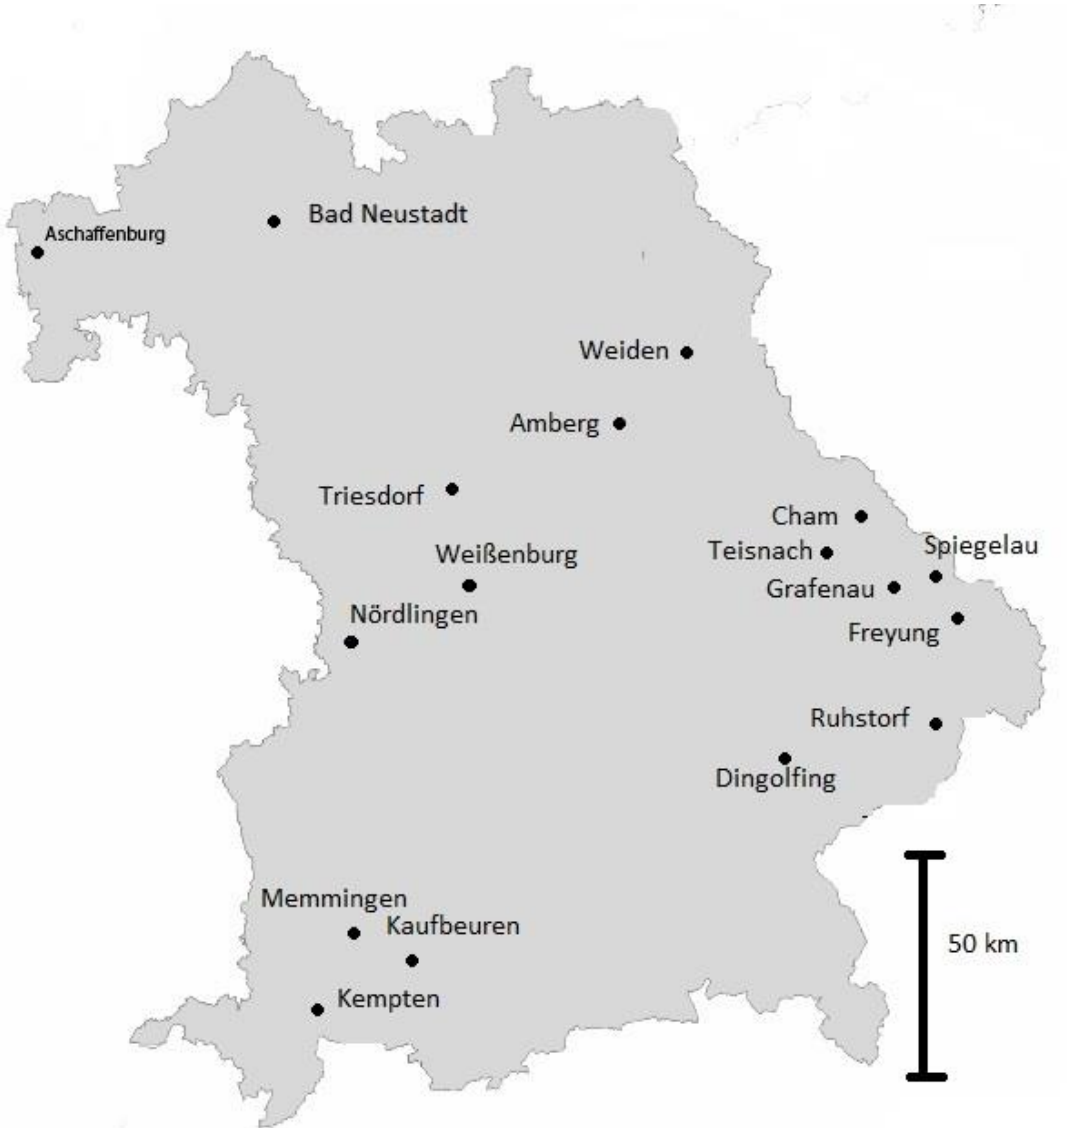 Bad Neustadt
Aschaffenburg
Weiden
Amberg
Triesdorf
Cham
Spiegelau
Teisnach
Weißenburg
Grafenau
Nördlingen
Freyung
Ruhstorf
Dingolfing
Memmingen
Kaufbeuren
50 km
Kempten